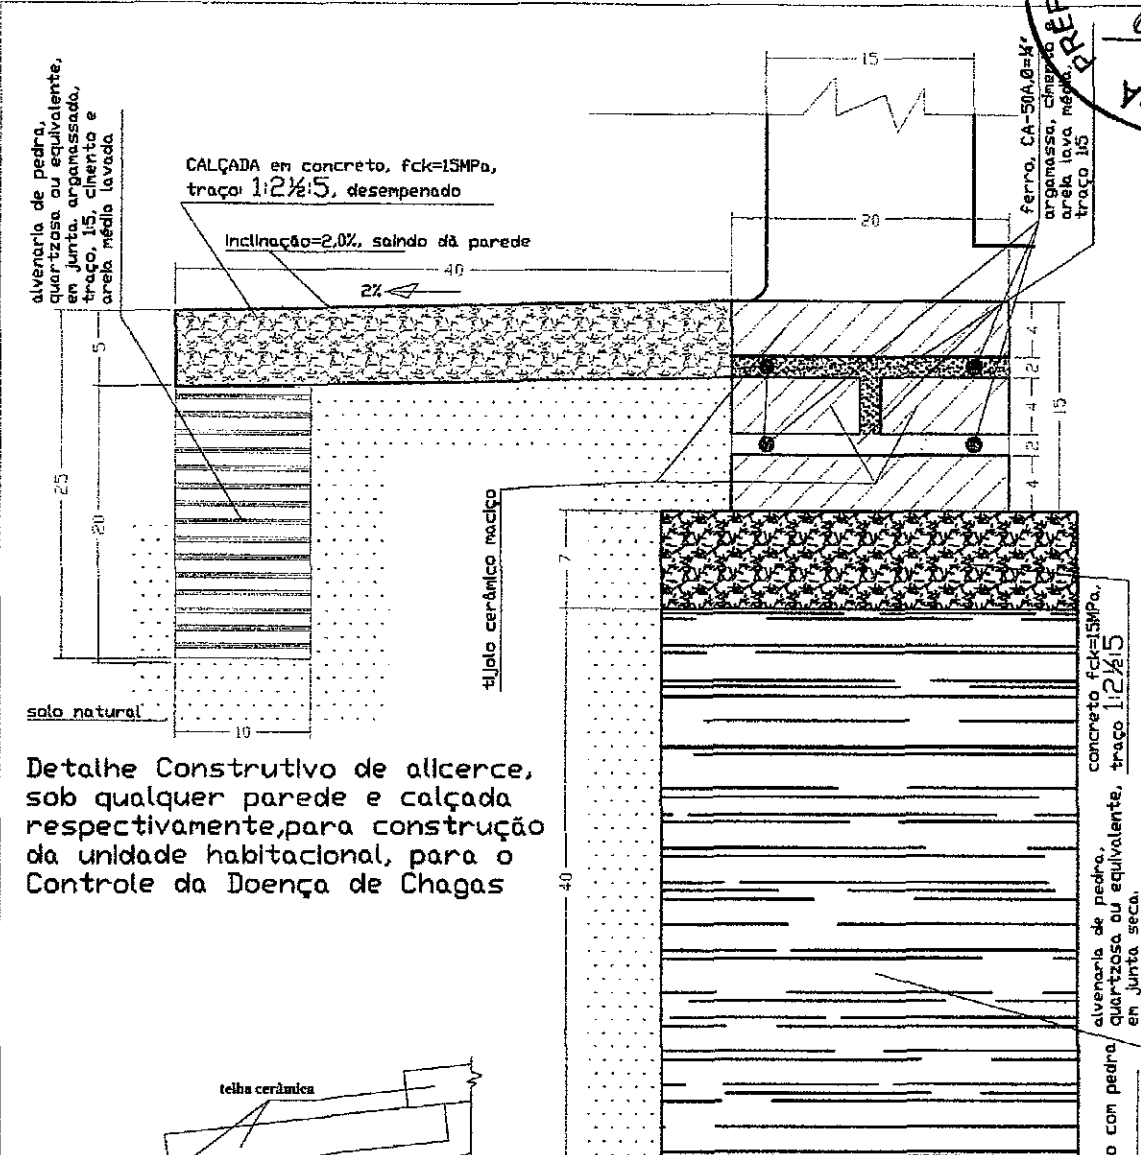 alvenaria de pedra,
quartzosa ou equivalente,
em junta argamassada,
traço, 1:5, cimento e
areia média lavada
CALÇADA em concreto, fck=15MPa,
traço: 1:2½:5, desempenado
Inclinação=2,0%, saindo dà parede
40
2%
15
20
PREF
ferro, CA-50A,Ø=¼"
argamassa, cimento e
areia lava média,
traço 1:5
5
25
20
4
2
4
2
4
15
tijolo cerâmico maciço
7
solo natural
10
Detalhe Construtivo de alicerce,
sob qualquer parede e calçada
respectivamente,para construção
da unidade habitacional, para o
Controle da Doença de Chagas
40
concreto fck=15MPa,
traço 1:2½:5
alvenaria de pedra,
quartzosa ou equivalente,
em junta seca,
o com pedra
telha cerâmica